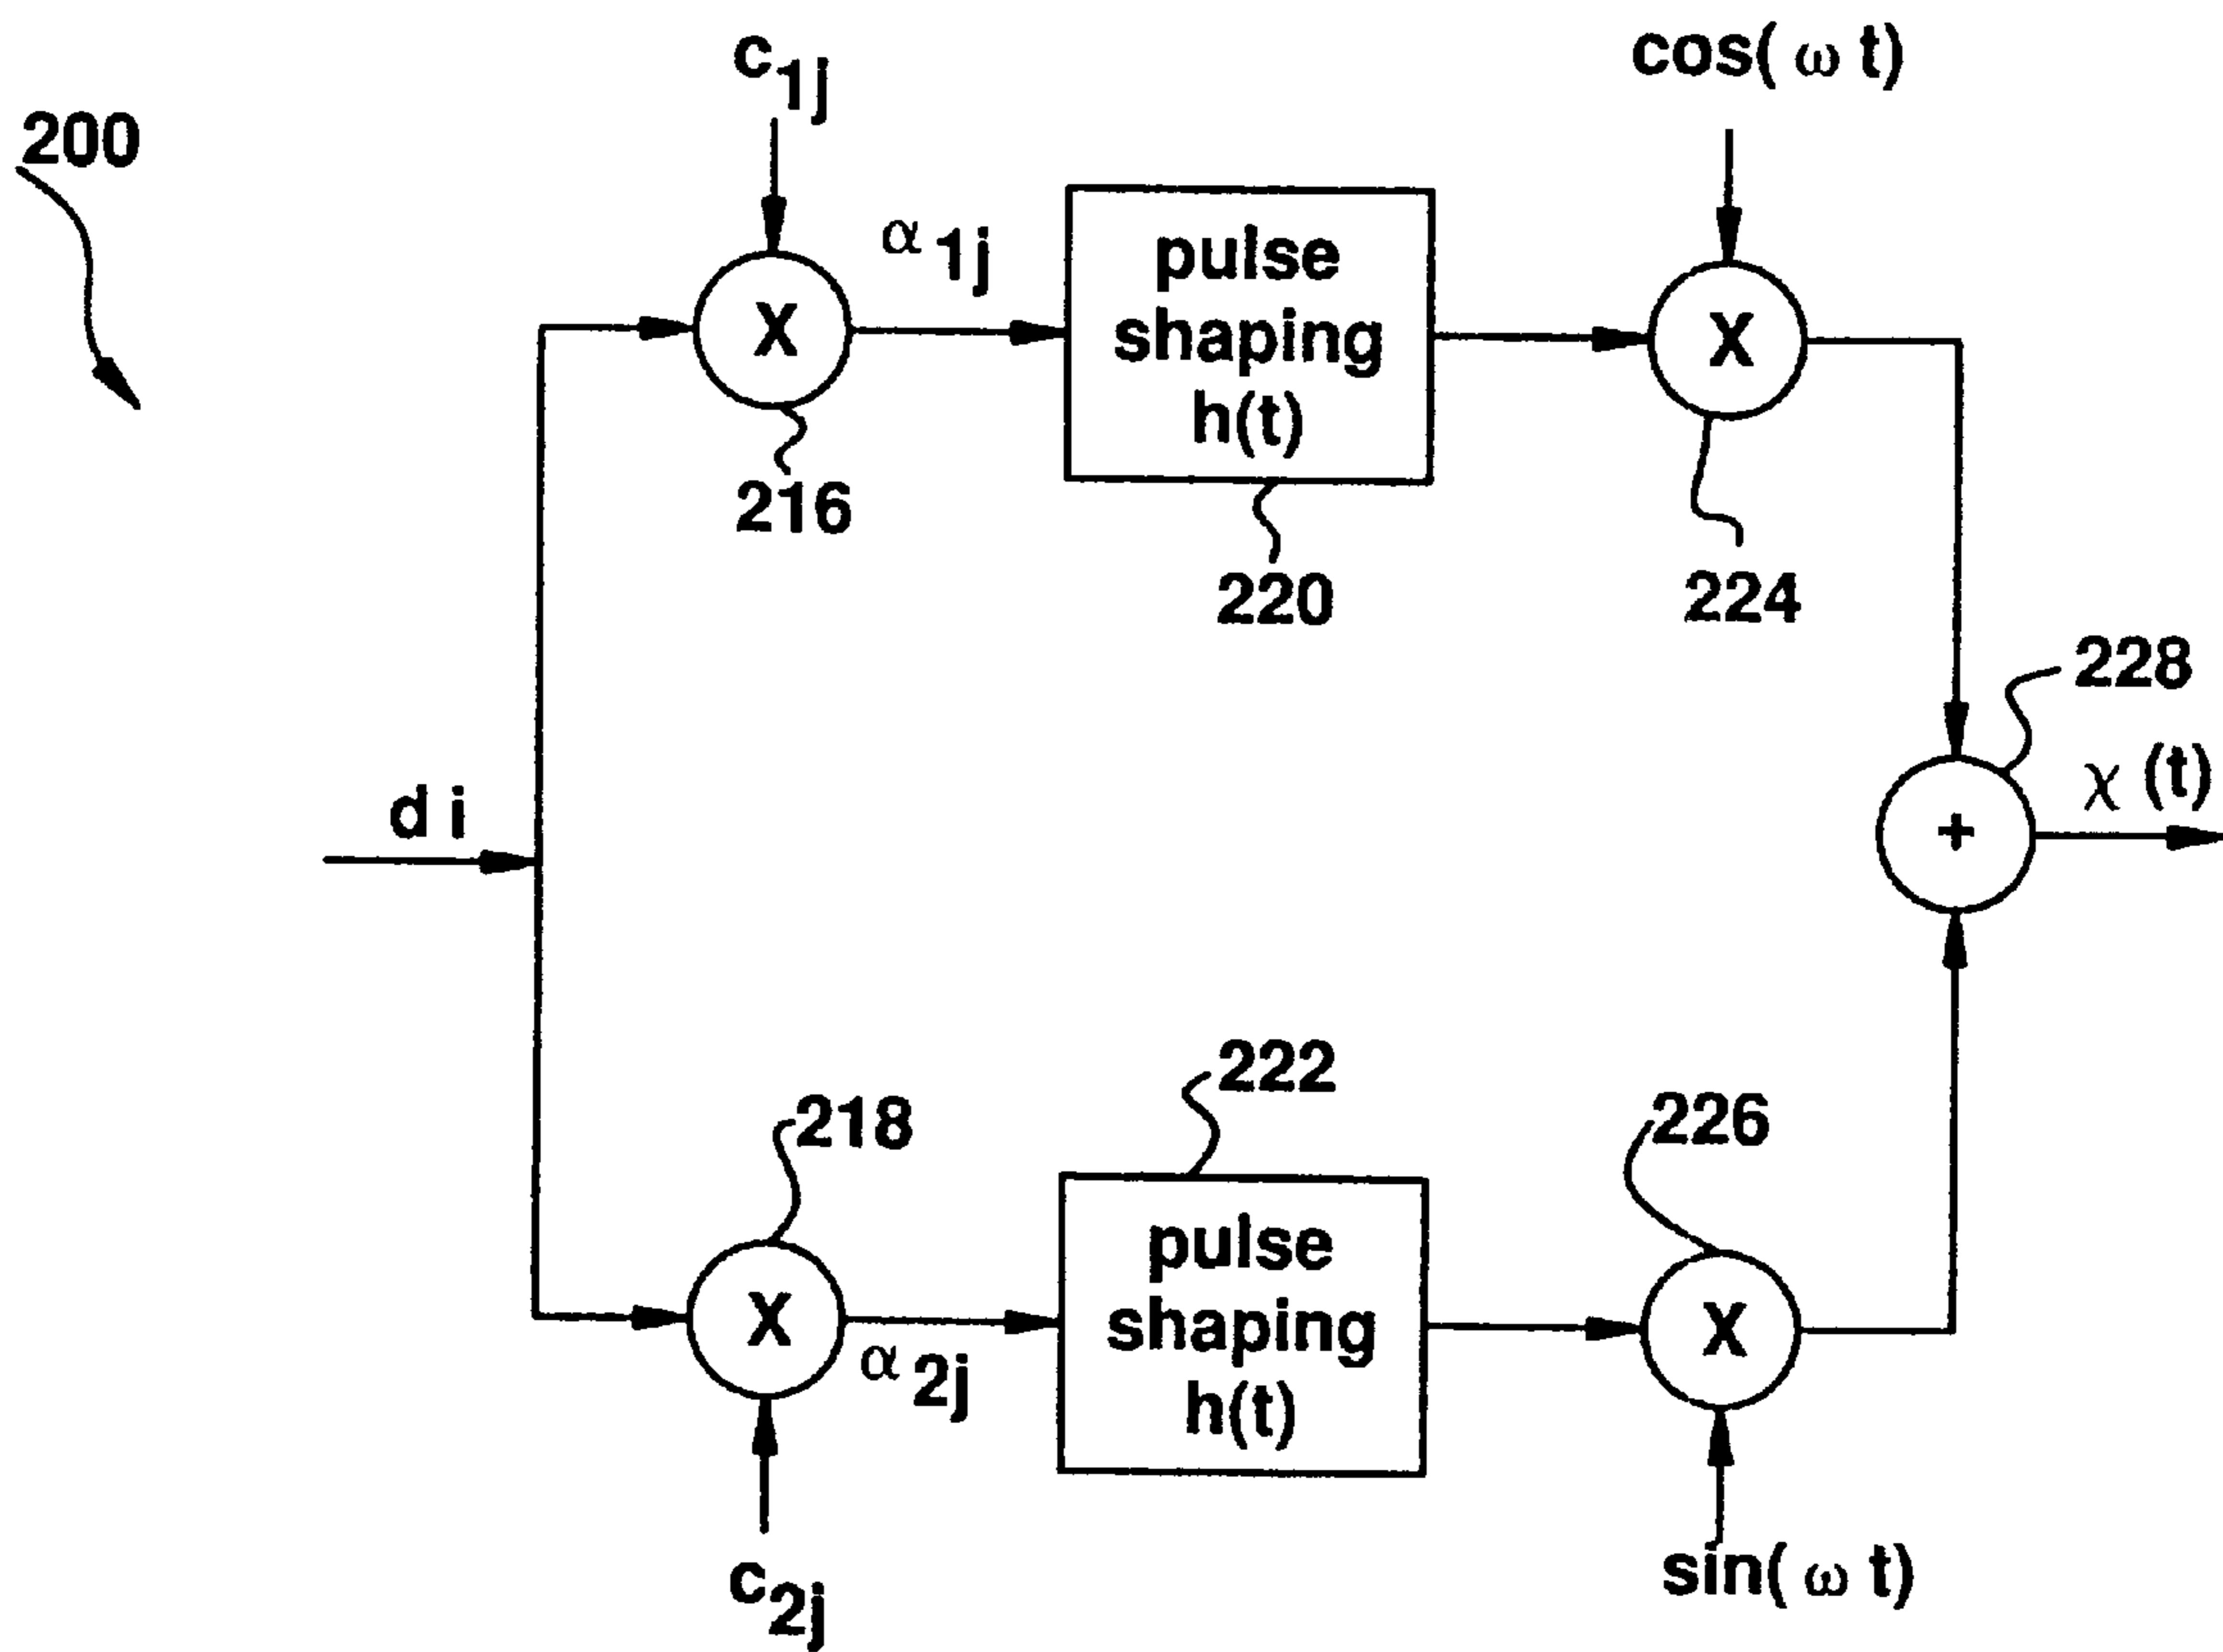 200
c1j
cos( ω t)
α 1j
X
pulse
shaping
h(t)
X
216
220
224
228
d i
χ (t)
+
218
222
226
X
α 2j
pulse
shaping
h(t)
X
c2j
sin( ω t)